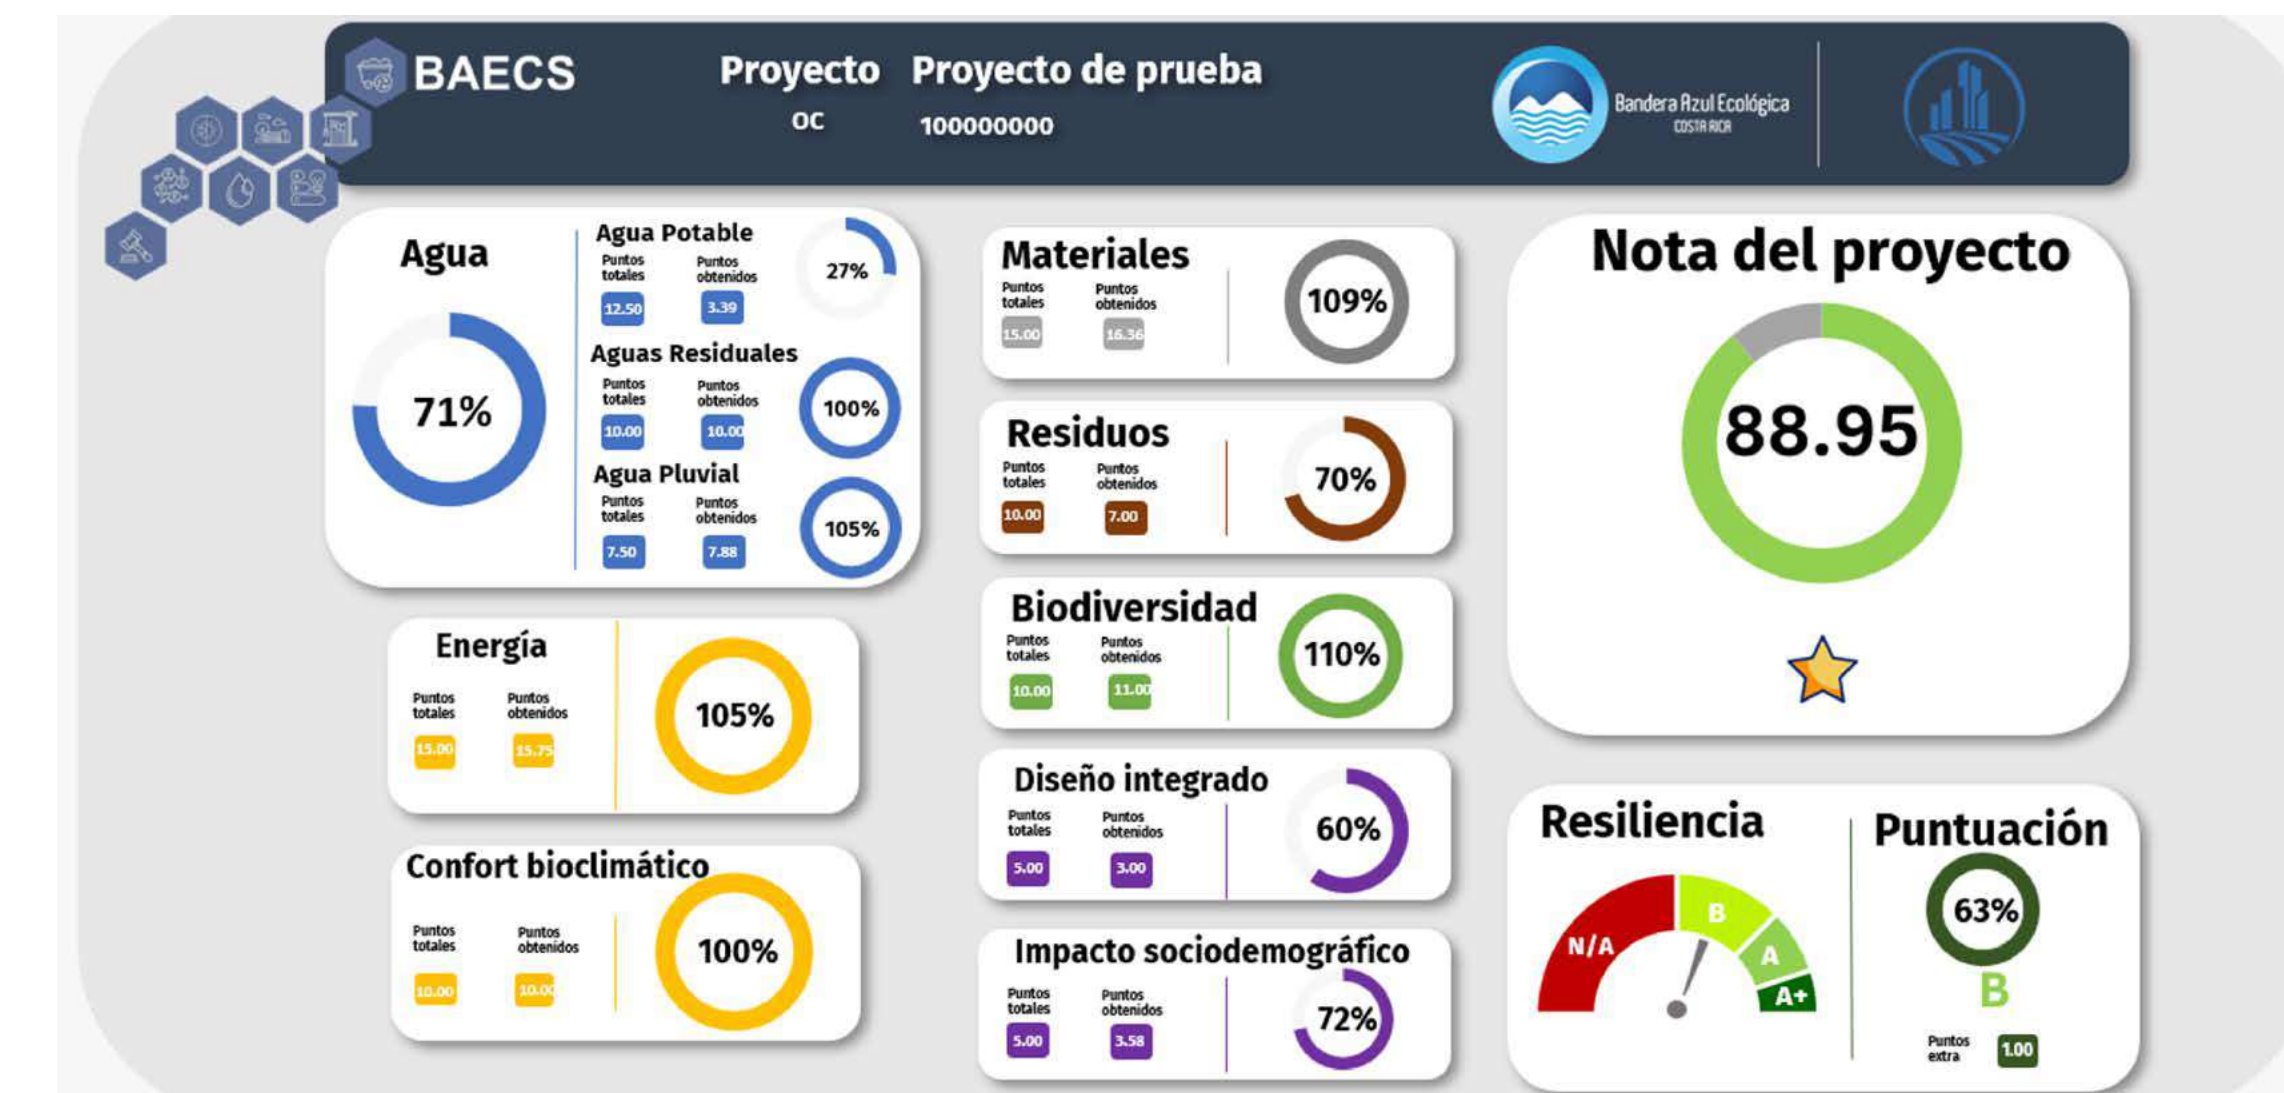 BAECS
Proyecto Proyecto de prueba
OC 100000000
Bandera Azul Ecológica
COSTA RICA
Agua
71%
Agua Potable
Puntos totales
Puntos obtenidos
12.50
3.39
27%
Aguas Residuales
Puntos totales
Puntos obtenidos
10.00
10.00
100%
Agua Pluvial
Puntos totales
Puntos obtenidos
7.50
7.88
105%
Energía
Puntos totales
Puntos obtenidos
15.00
15.75
105%
Confort bioclimático
Puntos totales
Puntos obtenidos
10.00
10.00
100%
Materiales
Puntos totales
Puntos obtenidos
15.00
16.36
109%
Residuos
Puntos totales
Puntos obtenidos
10.00
7.00
70%
Biodiversidad
Puntos totales
Puntos obtenidos
10.00
11.00
110%
Diseño integrado
Puntos totales
Puntos obtenidos
5.00
3.00
60%
Impacto sociodemográfico
Puntos totales
Puntos obtenidos
5.00
3.58
72%
Nota del proyecto
88.95
Resiliencia
N/A
B
A
A+
Puntuación
63%
B
Puntos extra
1.00